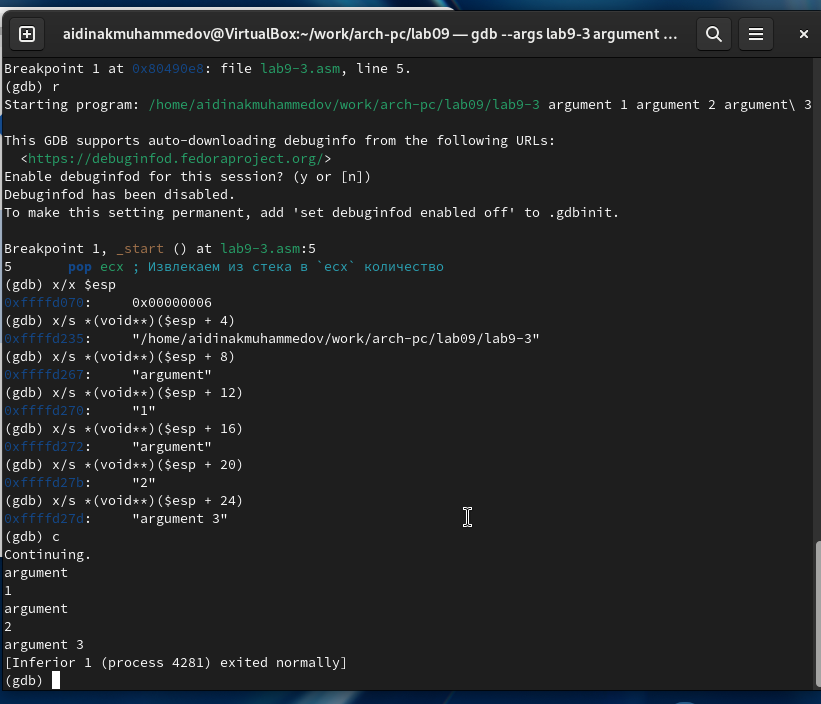 aidinakmuhammedov@VirtualBox:~/work/arch-pc/lab09 — gdb --args lab9-3 argument ...
Breakpoint 1 at 0x80490e8: file lab9-3.asm, line 5.
(gdb) r
Starting program: /home/aidinakmuhammedov/work/arch-pc/lab09/lab9-3 argument 1 argument 2 argument\ 3

This GDB supports auto-downloading debuginfo from the following URLs:
  <https://debuginfod.fedoraproject.org/>
Enable debuginfod for this session? (y or [n])
Debuginfod has been disabled.
To make this setting permanent, add 'set debuginfod enabled off' to .gdbinit.

Breakpoint 1, _start () at lab9-3.asm:5
5       pop ecx ; Извлекаем из стека в `ecx` количество
(gdb) x/x $esp
0xffffd070:     0x00000006
(gdb) x/s *(void**)($esp + 4)
0xffffd235:     "/home/aidinakmuhammedov/work/arch-pc/lab09/lab9-3"
(gdb) x/s *(void**)($esp + 8)
0xffffd267:     "argument"
(gdb) x/s *(void**)($esp + 12)
0xffffd270:     "1"
(gdb) x/s *(void**)($esp + 16)
0xffffd272:     "argument"
(gdb) x/s *(void**)($esp + 20)
0xffffd27b:     "2"
(gdb) x/s *(void**)($esp + 24)
0xffffd27d:     "argument 3"
(gdb) c
Continuing.
argument
1
argument
2
argument 3
[Inferior 1 (process 4281) exited normally]
(gdb)